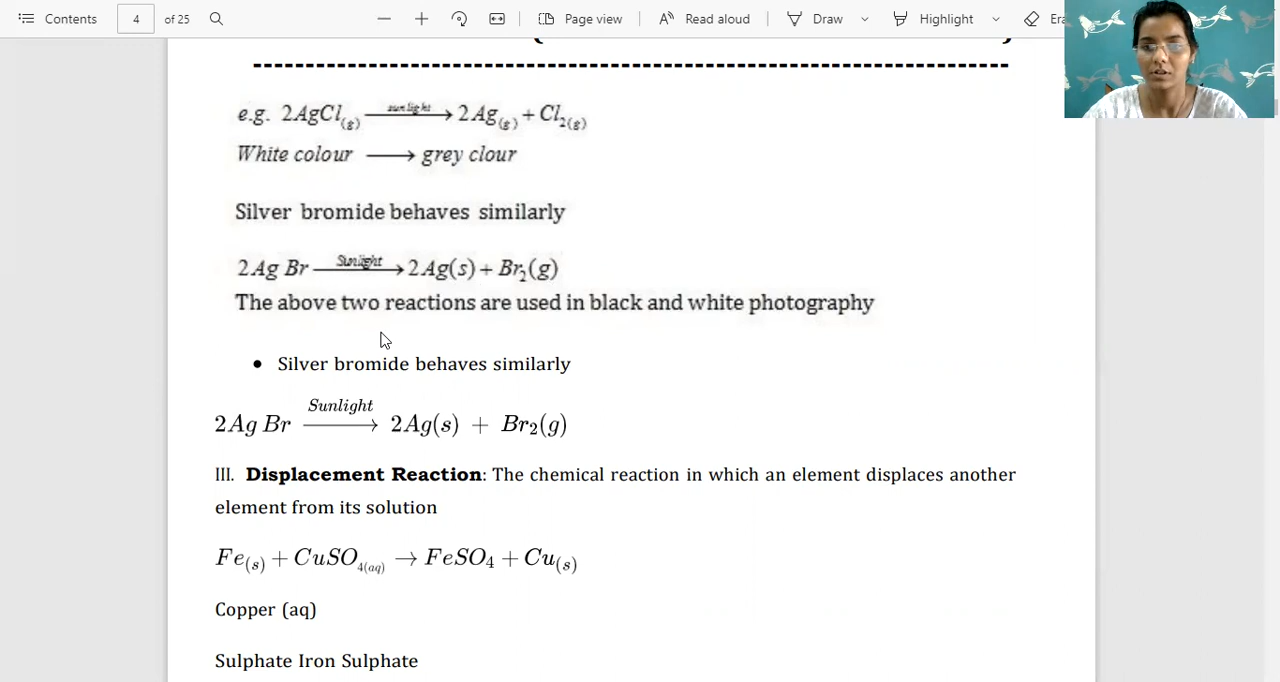 Contents 4 of 25 Page view Read aloud Draw Highlight
e.g. 2AgCl(g) sunlight → 2Ag(g) + Cl2(g)
White colour → grey clour
Silver bromide behaves similarly
2Ag Br Sunlight → 2Ag(s) + Br2(g)
The above two reactions are used in black and white photography
• Silver bromide behaves similarly
2Ag Br Sunlight → 2Ag(s) + Br2(g)
III. Displacement Reaction: The chemical reaction in which an element displaces another
element from its solution
Fe(s) + CuSO4(aq) → FeSO4 + Cu(s)
Copper (aq)
Sulphate Iron Sulphate